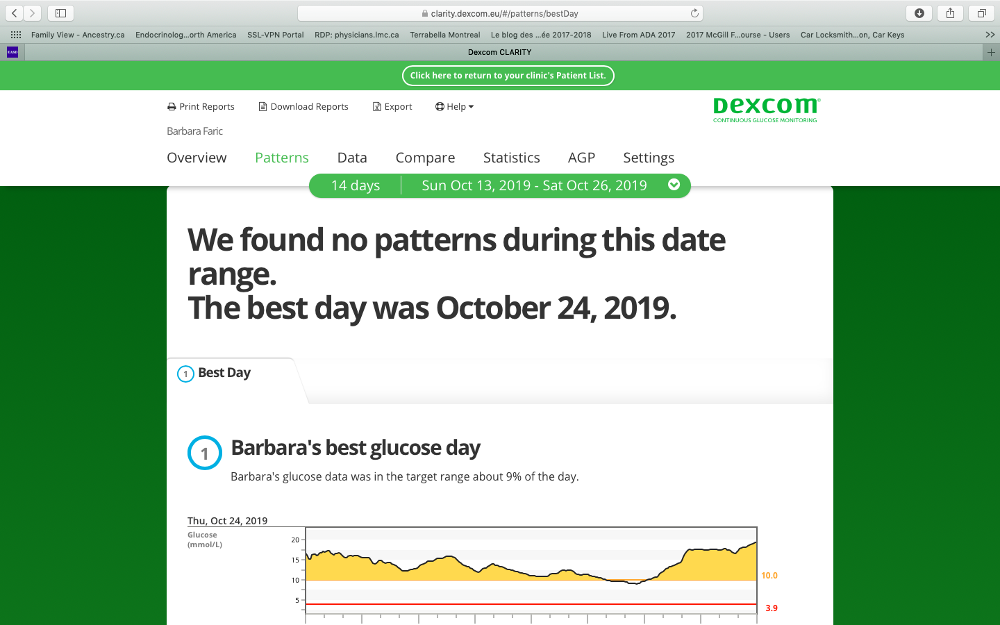 clarity.dexcom.eu/#/patterns/bestDay
Family View - Ancestry.ca Endocrinolog...orth America SSL-VPN Portal RDP: physicians.lmc.ca Terrabella Montreal Le blog des ...ée 2017-2018 Live From ADA 2017 2017 McGill F...ourse - Users Car Locksmith...on, Car Keys >>
EASD Dexcom CLARITY
Click here to return to your clinic's Patient List.
Print Reports Download Reports Export Help
Dexcom®
CONTINUOUS GLUCOSE MONITORING
Barbara Faric
Overview Patterns Data Compare Statistics AGP Settings
14 days Sun Oct 13, 2019 - Sat Oct 26, 2019
We found no patterns during this date
range.
The best day was October 24, 2019.
1 Best Day
1 Barbara's best glucose day
Barbara's glucose data was in the target range about 9% of the day.
Thu, Oct 24, 2019
Glucose
(mmol/L)
20
15
10
5
10.0
3.9